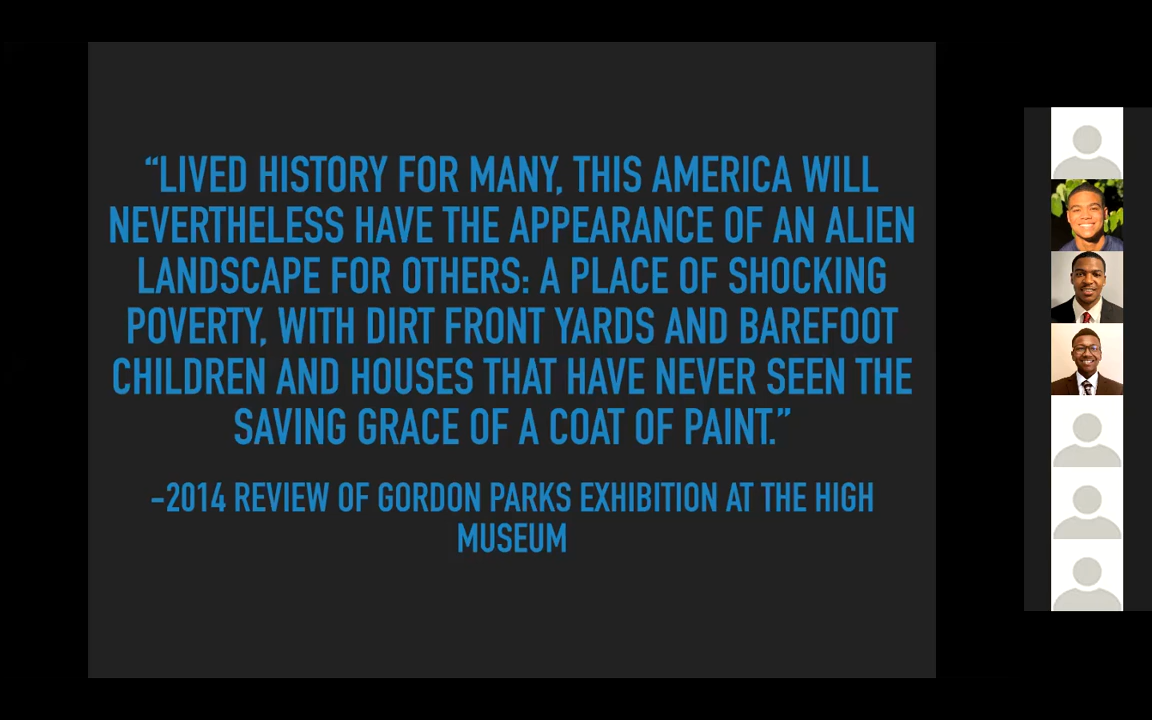 “LIVED HISTORY FOR MANY, THIS AMERICA WILL
NEVERTHELESS HAVE THE APPEARANCE OF AN ALIEN
LANDSCAPE FOR OTHERS: A PLACE OF SHOCKING
POVERTY, WITH DIRT FRONT YARDS AND BAREFOOT
CHILDREN AND HOUSES THAT HAVE NEVER SEEN THE
SAVING GRACE OF A COAT OF PAINT.”
–2014 REVIEW OF GORDON PARKS EXHIBITION AT THE HIGH
MUSEUM